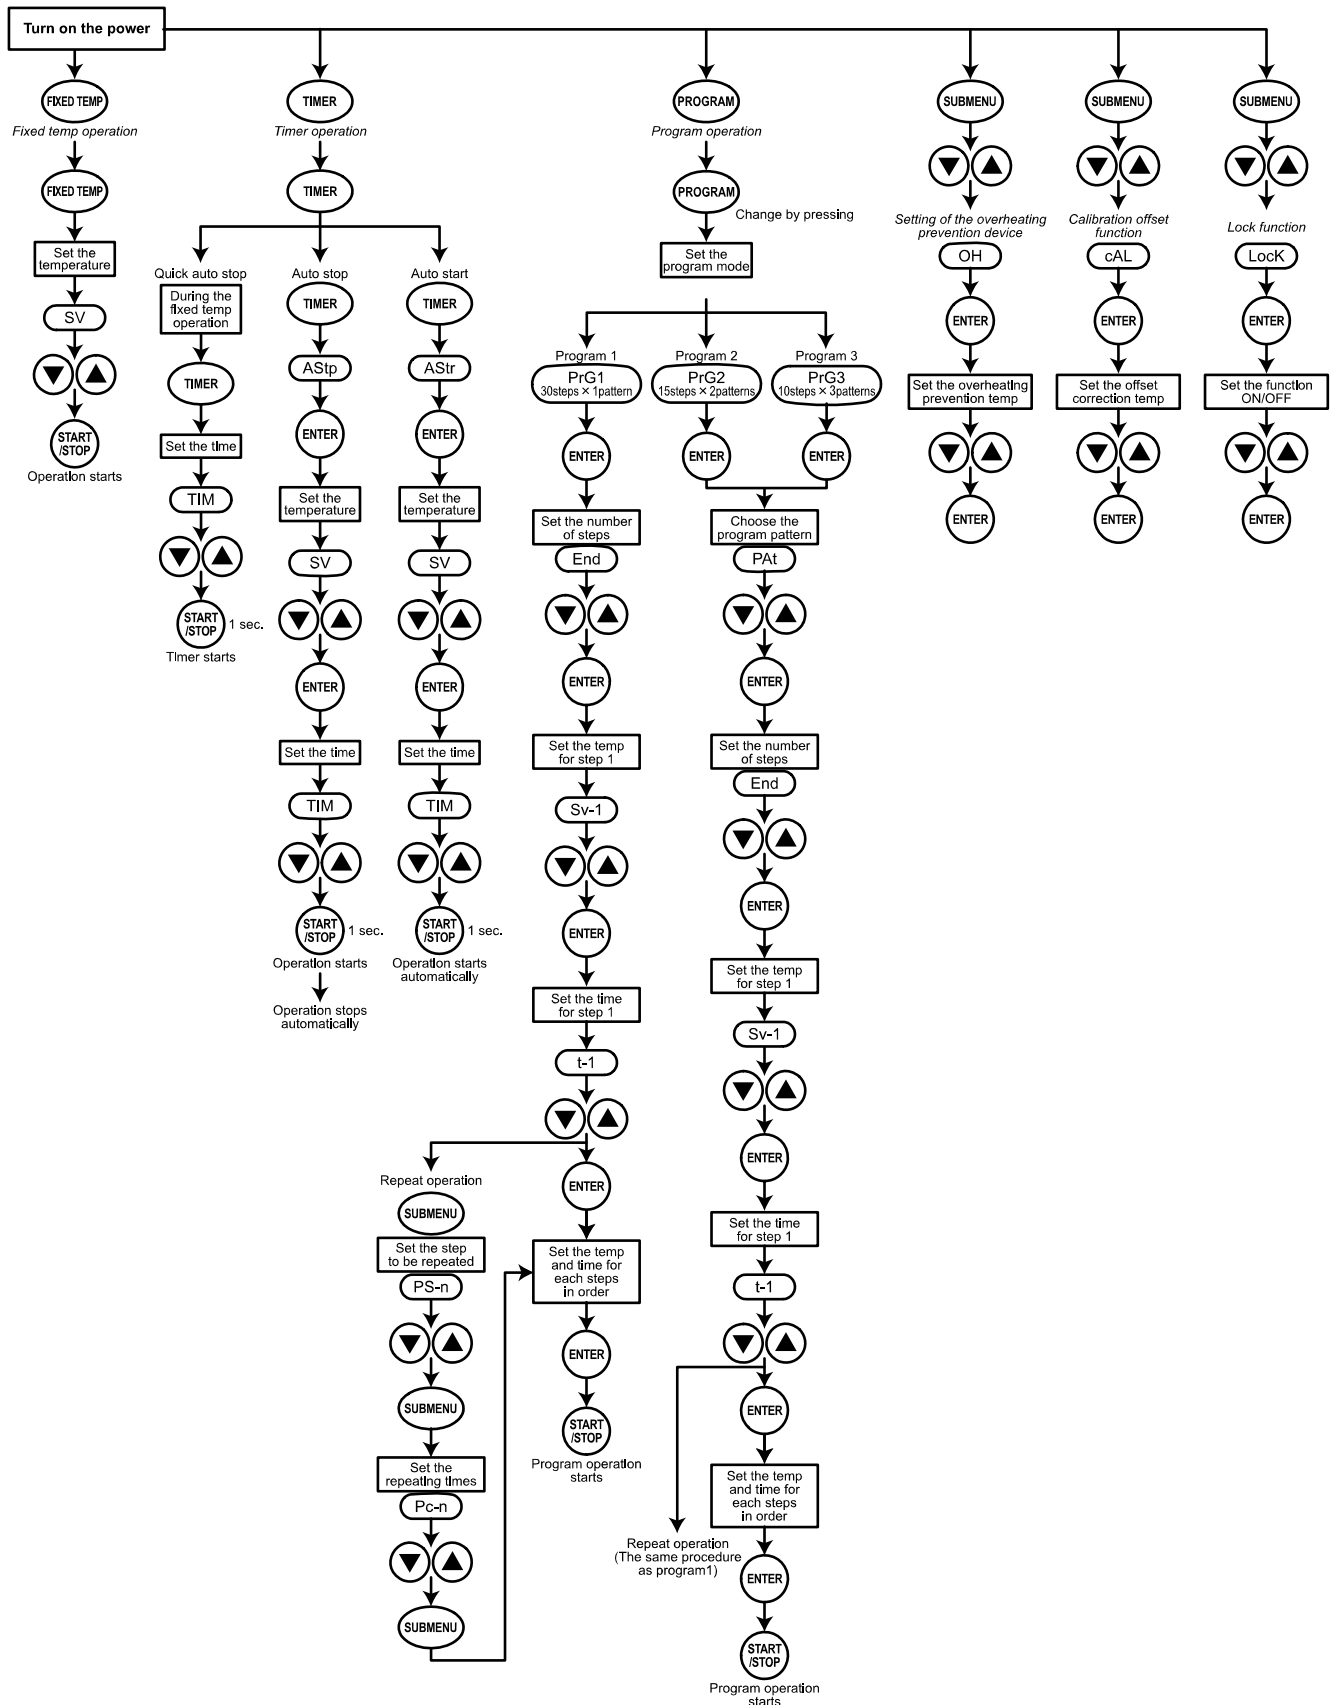 Turn on the power
FIXED TEMP
Fixed temp operation
FIXED TEMP
Set the
temperature
SV
START
/STOP
Operation starts
TIMER
Timer operation
TIMER
Quick auto stop
During the
fixed temp
operation
TIMER
Set the time
TIM
START
/STOP
1 sec.
Timer starts
Auto stop
TIMER
AStp
ENTER
Set the
temperature
SV
ENTER
Set the time
TIM
START
/STOP
1 sec.
Operation starts
Operation stops
automatically
Auto start
TIMER
AStr
ENTER
Set the
temperature
SV
ENTER
Set the time
TIM
START
/STOP
1 sec.
Operation starts
automatically
PROGRAM
Program operation
PROGRAM
Change by pressing
Set the
program mode
Program 1
PrG1
30steps × 1pattern
ENTER
Set the number
of steps
End
ENTER
Set the temp
for step 1
Sv-1
ENTER
Set the time
for step 1
t-1
Repeat operation
SUBMENU
Set the step
to be repeated
PS-n
SUBMENU
Set the
repeating times
Pc-n
SUBMENU
ENTER
Set the temp
and time for
each steps
in order
ENTER
START
/STOP
Program operation
starts
Program 2
PrG2
15steps × 2patterns
ENTER
Program 3
PrG3
10steps × 3patterns
ENTER
Choose the
program pattern
PAt
ENTER
Set the number
of steps
End
ENTER
Set the temp
for step 1
Sv-1
ENTER
Set the time
for step 1
t-1
Repeat operation
(The same procedure
as program1)
ENTER
Set the temp
and time for
each steps
in order
ENTER
START
/STOP
Program operation
starts
SUBMENU
Setting of the overheating
prevention device
OH
ENTER
Set the overheating
prevention temp
ENTER
SUBMENU
Calibration offset
function
cAL
ENTER
Set the offset
correction temp
ENTER
SUBMENU
Lock function
LocK
ENTER
Set the function
ON/OFF
ENTER